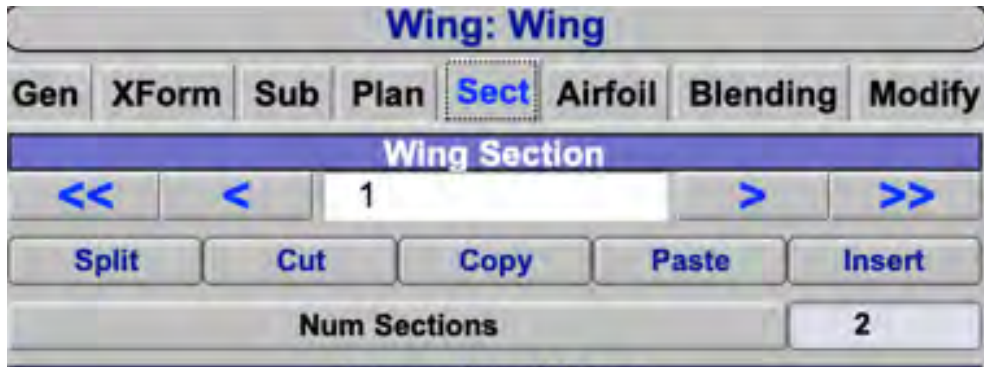 Wing: Wing
Gen XForm Sub Plan Sect Airfoil Blending Modify
Wing Section
<< < 1 > >>
Split Cut Copy Paste Insert
Num Sections 2